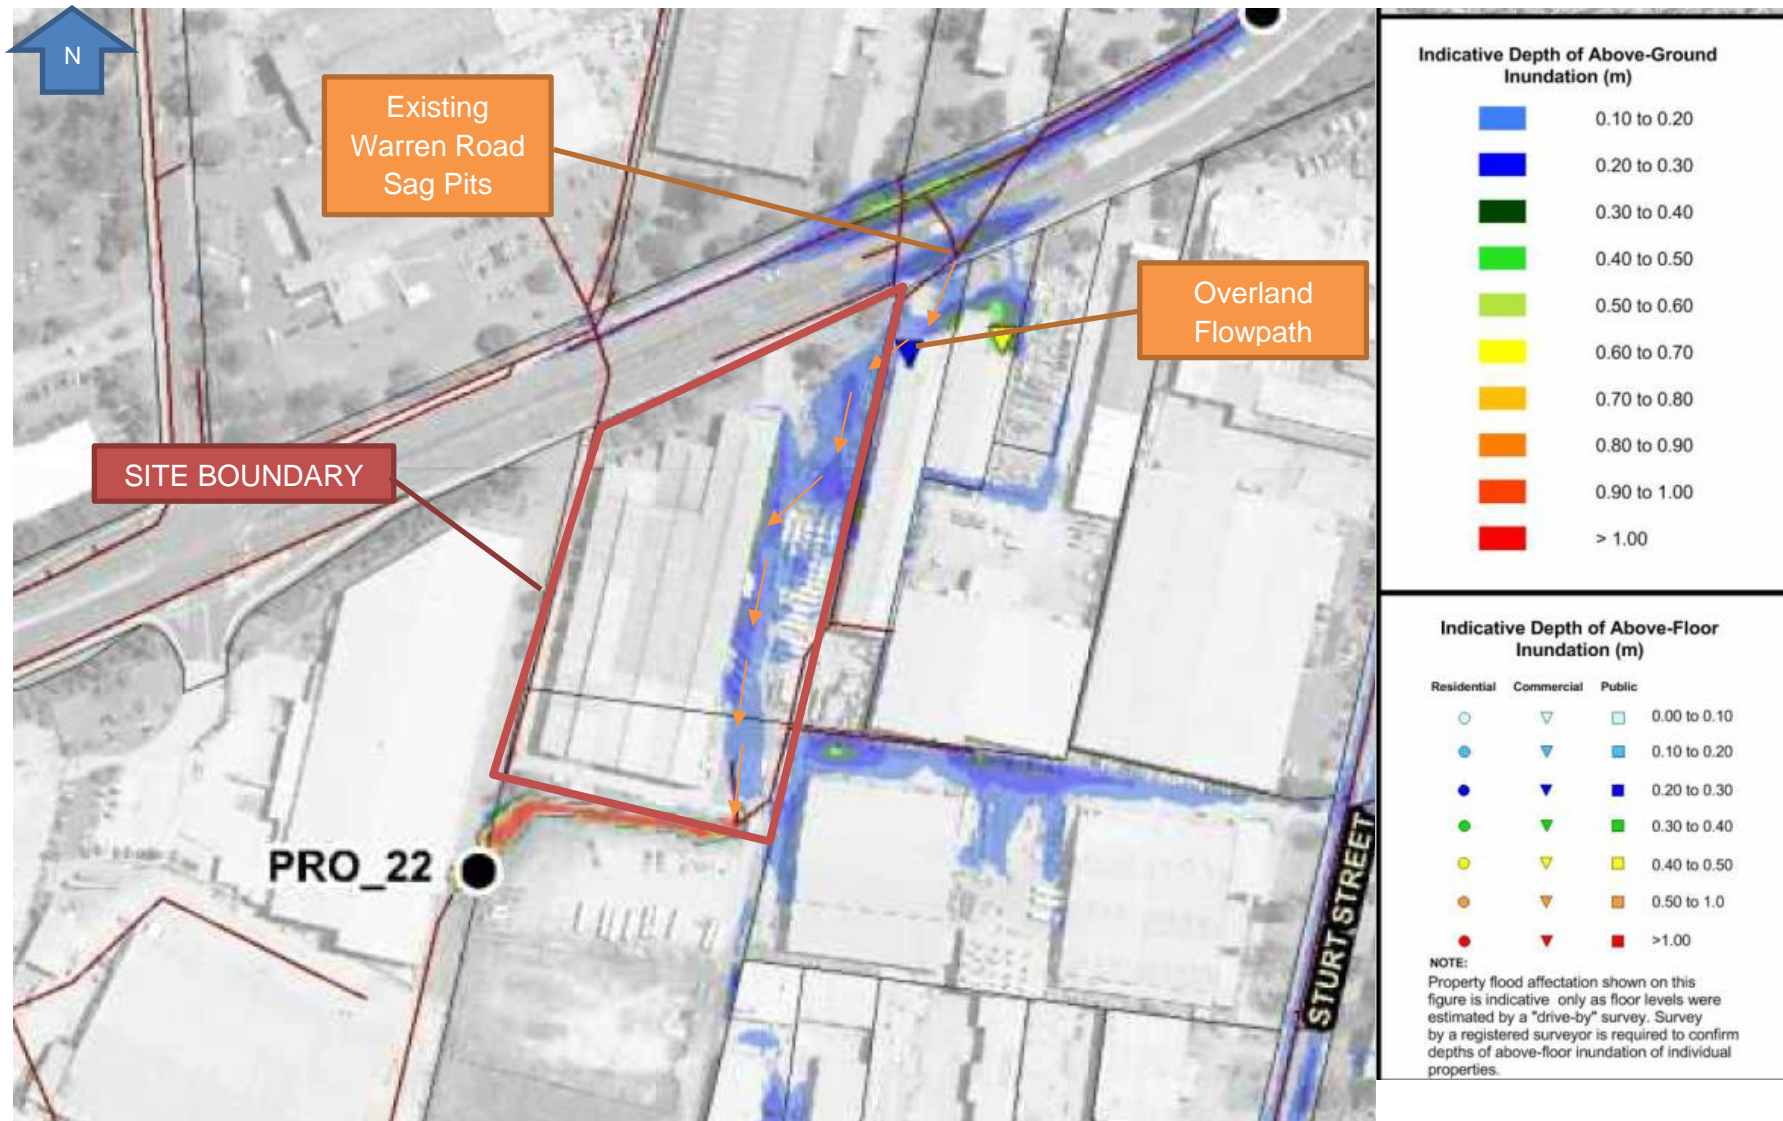 N
Existing
Warren Road
Sag Pits
Overland
Flowpath
SITE BOUNDARY
PRO_22
STURT STREET
Indicative Depth of Above-Ground
Inundation (m)
0.10 to 0.20
0.20 to 0.30
0.30 to 0.40
0.40 to 0.50
0.50 to 0.60
0.60 to 0.70
0.70 to 0.80
0.80 to 0.90
0.90 to 1.00
> 1.00
Indicative Depth of Above-Floor
Inundation (m)
Residential Commercial Public
0.00 to 0.10
0.10 to 0.20
0.20 to 0.30
0.30 to 0.40
0.40 to 0.50
0.50 to 1.0
>1.00
NOTE:
Property flood affectation shown on this
figure is indicative only as floor levels were
estimated by a "drive-by" survey. Survey
by a registered surveyor is required to confirm
depths of above-floor inundation of individual
properties.